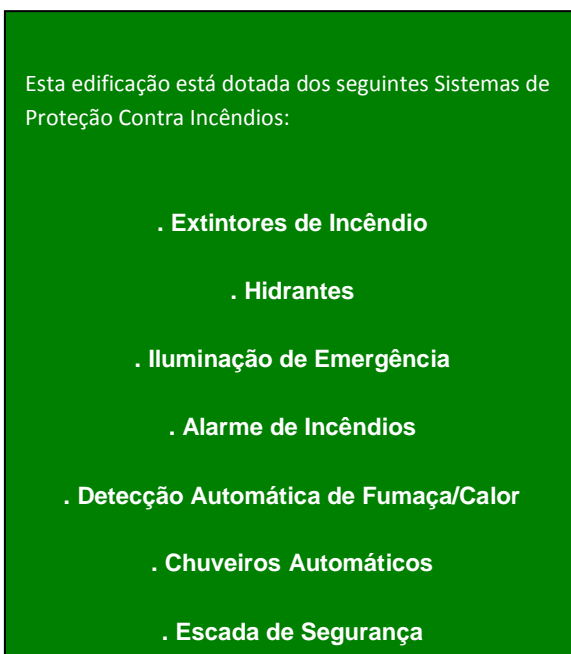 Esta edificação está dotada dos seguintes Sistemas de
Proteção Contra Incêndios:
. Extintores de Incêndio
. Hidrantes
. Iluminação de Emergência
. Alarme de Incêndios
. Detecção Automática de Fumaça/Calor
. Chuveiros Automáticos
. Escada de Segurança